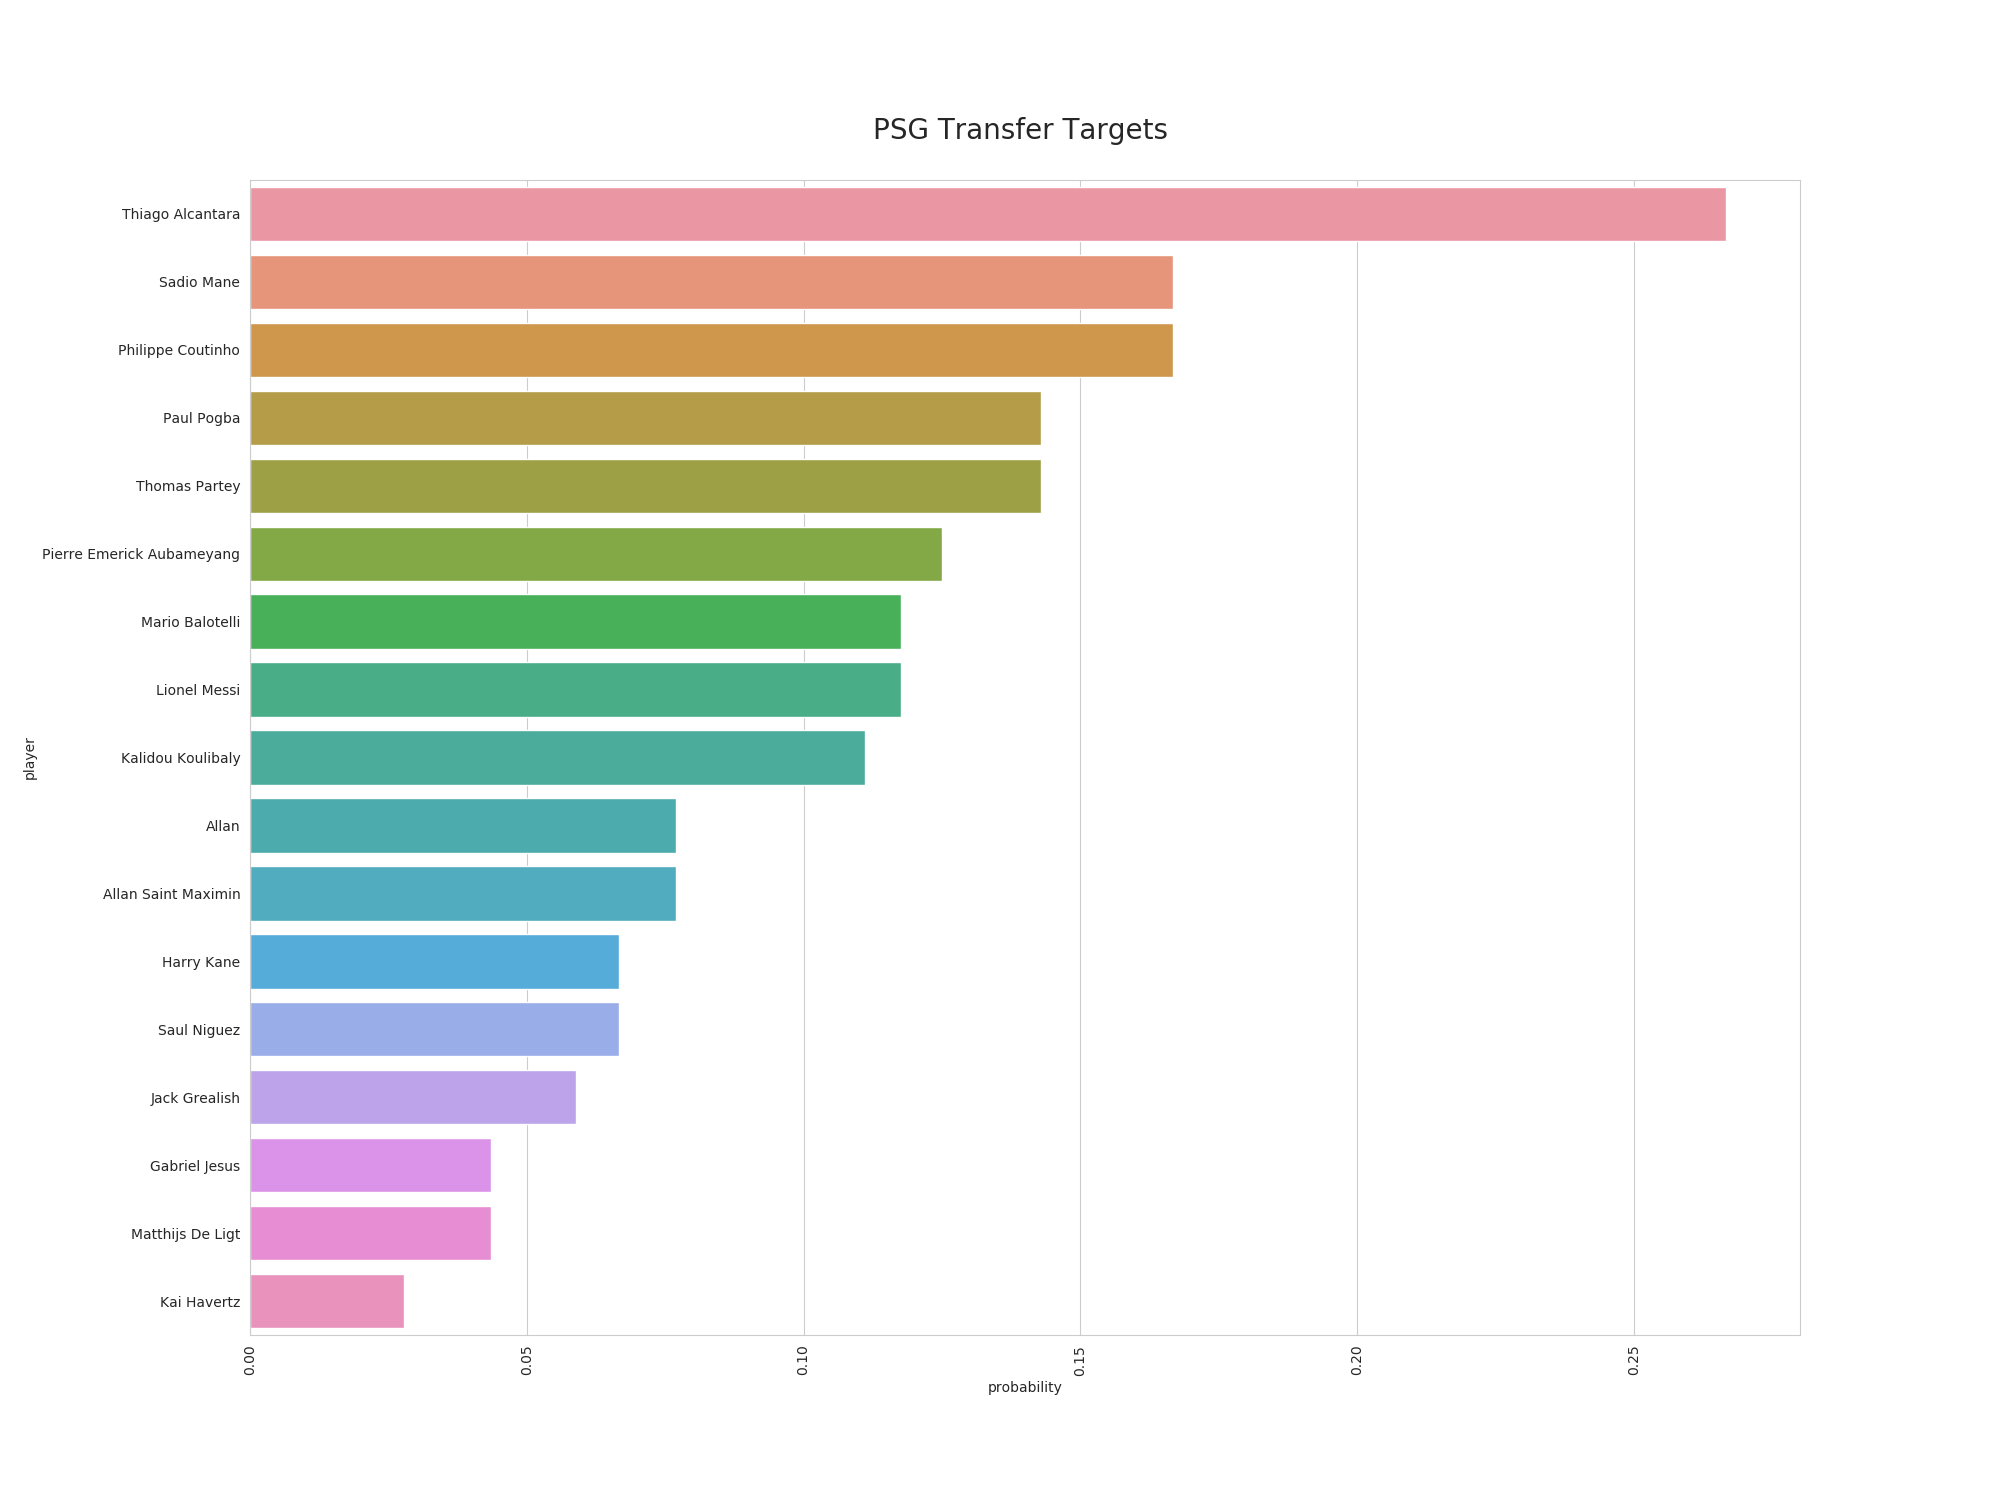 PSG Transfer Targets
Thiago Alcantara
Sadio Mane
Philippe Coutinho
Paul Pogba
Thomas Partey
Pierre Emerick Aubameyang
Mario Balotelli
Lionel Messi
Kalidou Koulibaly
Allan
Allan Saint Maximin
Harry Kane
Saul Niguez
Jack Grealish
Gabriel Jesus
Matthijs De Ligt
Kai Havertz
player
0.00 0.05 0.10 0.15 0.20 0.25
probability